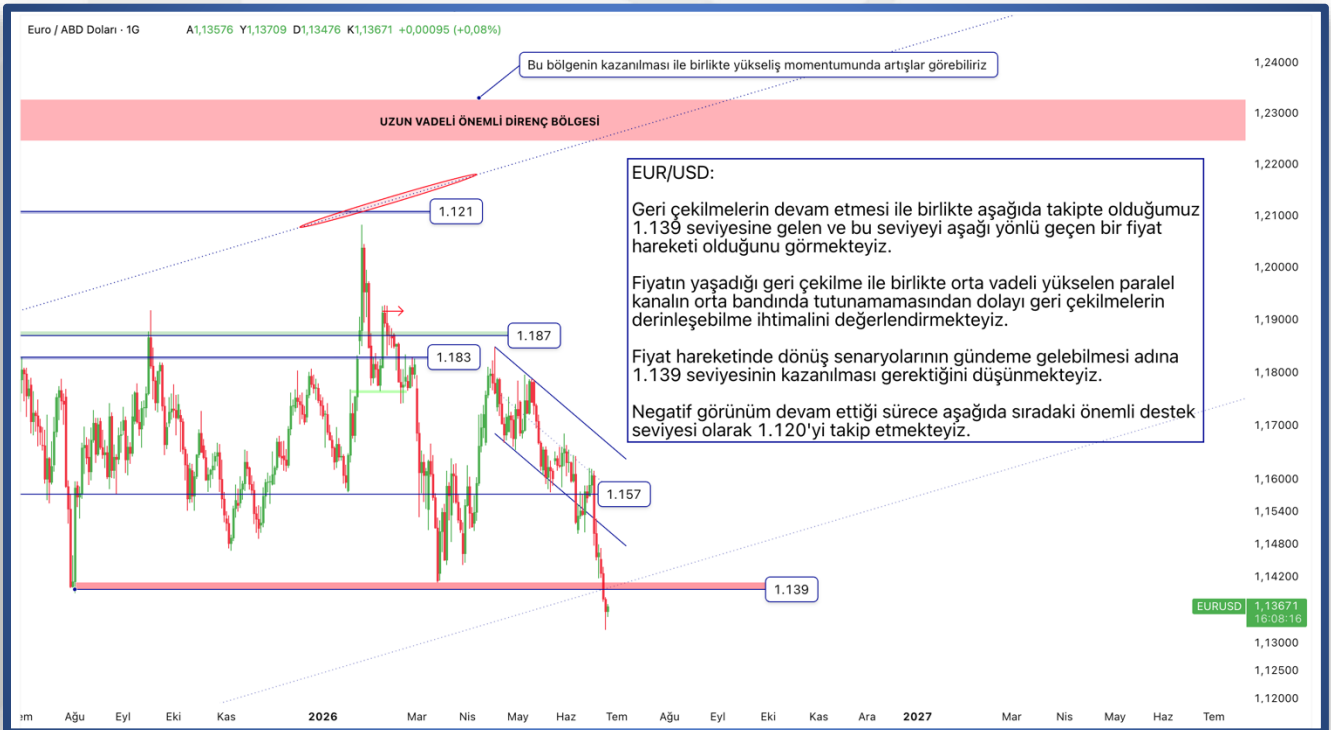 Euro / ABD Doları · 1G A1,13576 Y1,13709 D1,13476 K1,13671 +0,00095 (+0,08%)
Bu bölgenin kazanılması ile birlikte yükseliş momentumunda artışlar görebiliriz
UZUN VADELİ ÖNEMLİ DİRENÇ BÖLGESİ
EUR/USD:
Geri çekilmelerin devam etmesi ile birlikte aşağıda takipte olduğumuz
1.139 seviyesine gelen ve bu seviyeyi aşağı yönlü geçen bir fiyat
hareketi olduğunu görmekteyiz.
Fiyatın yaşadığı geri çekilme ile birlikte orta vadeli yükselen paralel
kanalın orta bandında tutunamamasından dolayı geri çekilmelerin
derinleşebilme ihtimalini değerlendirmekteyiz.
Fiyat hareketinde dönüş senaryolarının gündeme gelebilmesi adına
1.139 seviyesinin kazanılması gerektiğini düşünmekteyiz.
Negatif görünüm devam ettiği sürece aşağıda sıradaki önemli destek
seviyesi olarak 1.120'yi takip etmekteyiz.
1.121
1.187
1.183
1.157
1.139
1,24000
1,23000
1,22000
1,21000
1,20000
1,19000
1,18000
1,17000
1,16000
1,15400
1,14800
1,14200
EURUSD 1,13671
16:08:16
1,13000
1,12500
1,12000
em Ağu Eyl Eki Kas 2026 Mar Nis May Haz Tem Ağu Eyl Eki Kas Ara 2027 Mar Nis May Haz Tem